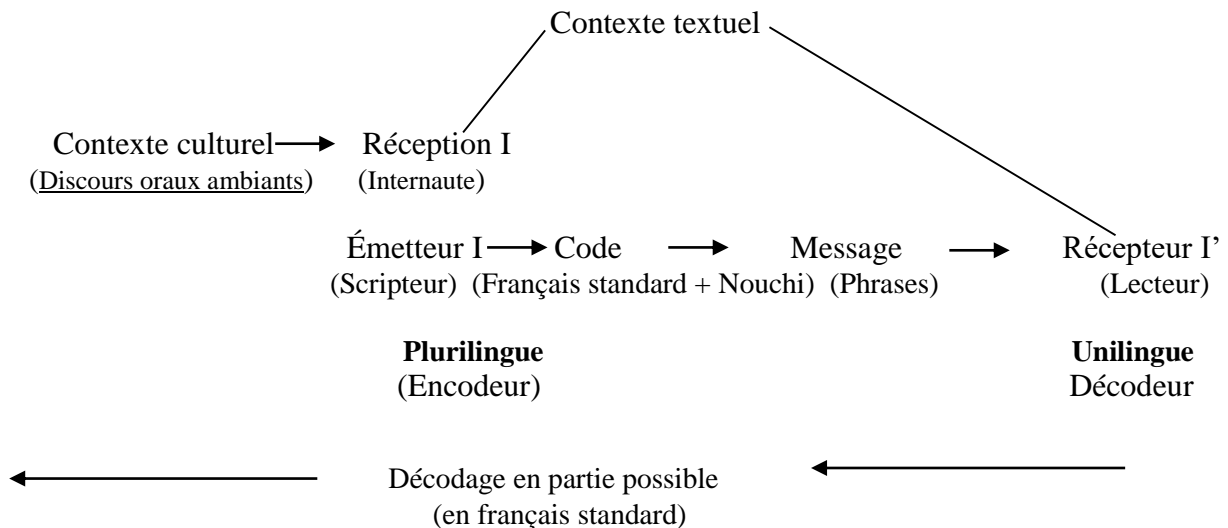 Contexte textuel
Contexte culturel Réception I
(Discours oraux ambiants) (Internaute)
Émetteur I Code Message Récepteur I’
(Scripteur) (Français standard + Nouchi) (Phrases) (Lecteur)
Plurilingue Unilingue
(Encodeur) Décodeur
Décodage en partie possible
(en français standard)